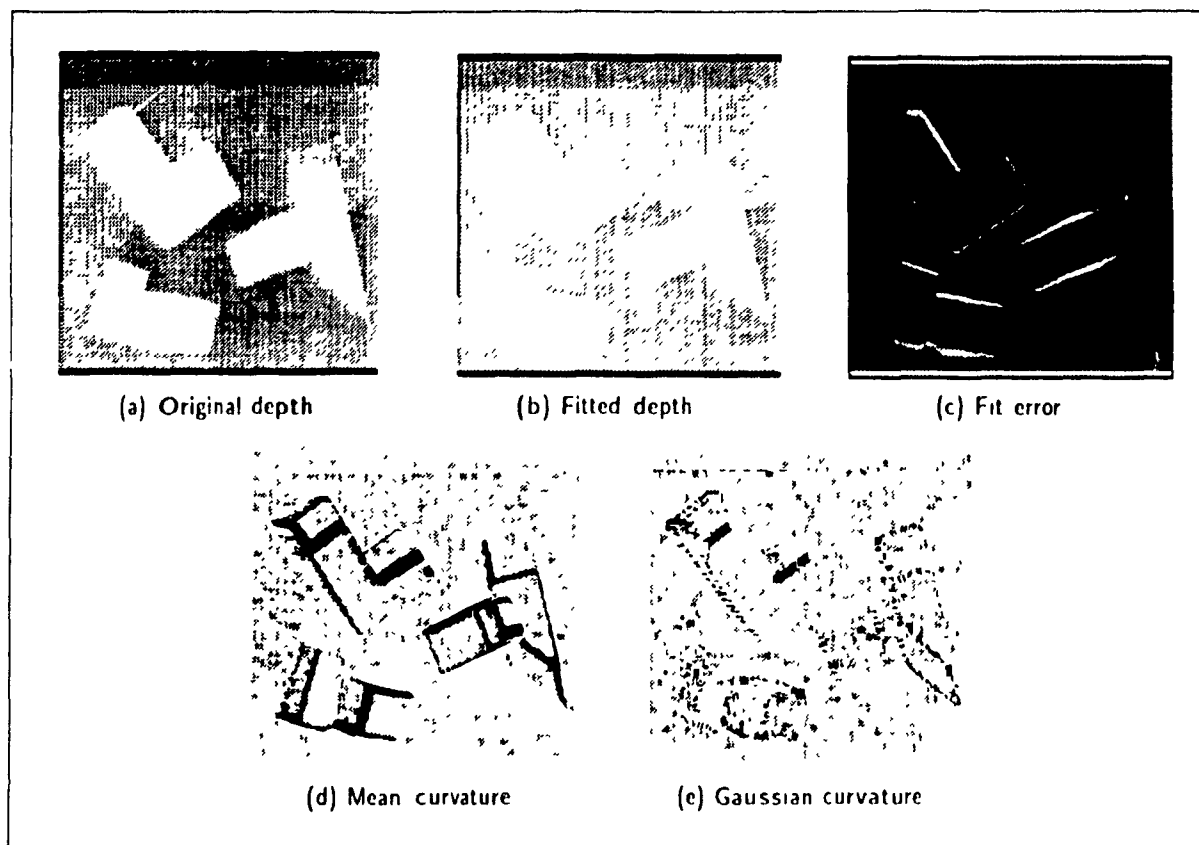 (a) Original depth
(b) Fitted depth
(c) Fit error
(d) Mean curvature
(e) Gaussian curvature